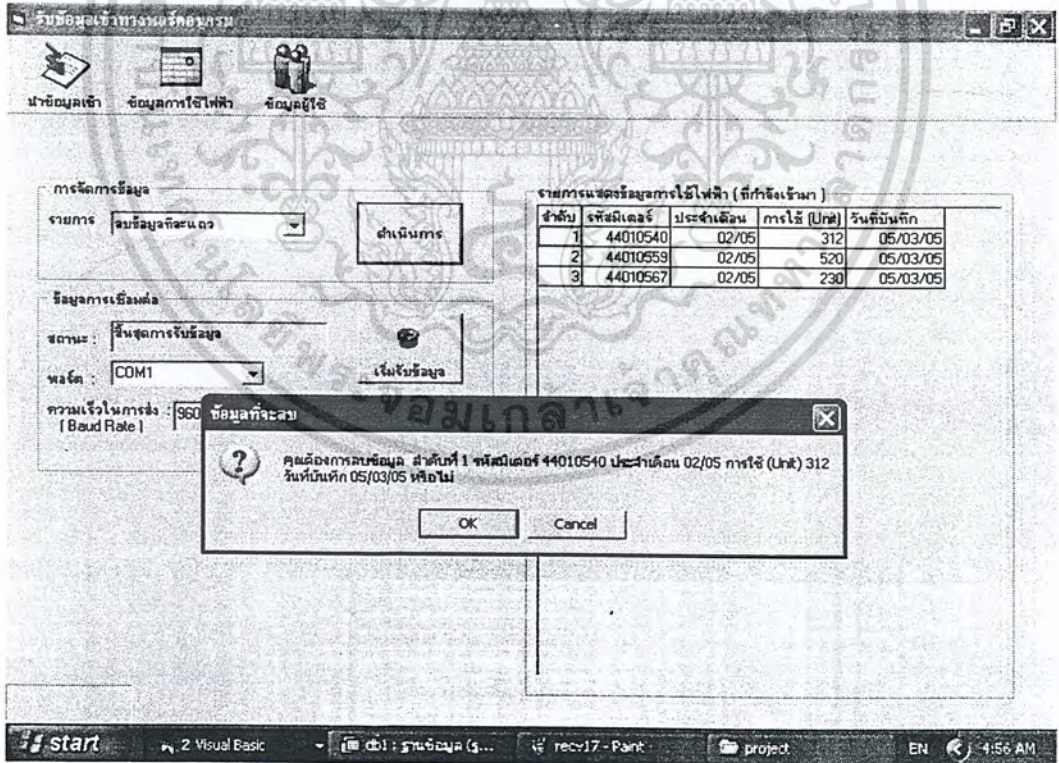 รับข้อมูลเข้าทางพอร์ตอนุกรม
นำข้อมูลเข้า ข้อมูลการใช้ไฟฟ้า ข้อมูลผู้ใช้
การจัดการข้อมูล
รายการ ลบข้อมูลทีละแถว
ดำเนินการ
ข้อมูลการเชื่อมต่อ
สถานะ : สิ้นสุดการรับข้อมูล
พอร์ต : COM1
เริ่มรับข้อมูล
ความเร็วในการส่ง : 960
[ Baud Rate ]
รายการแสดงข้อมูลการใช้ไฟฟ้า ( ที่กำลังเข้ามา )
ลำดับ รหัสมิเตอร์ ประจำเดือน การใช้ (Unit) วันที่บันทึก
1 44010540 02/05 312 05/03/05
2 44010559 02/05 520 05/03/05
3 44010567 02/05 230 05/03/05
ข้อมูลที่จะลบ
คุณต้องการลบข้อมูล ลำดับที่ 1 รหัสมิเตอร์ 44010540 ประจำเดือน 02/05 การใช้ (Unit) 312
วันที่บันทึก 05/03/05 หรือไม่
OK Cancel
start 2 Visual Basic db1 : ฐานข้อมูล (ฐ... recv17 - Paint project EN 4:56 AM